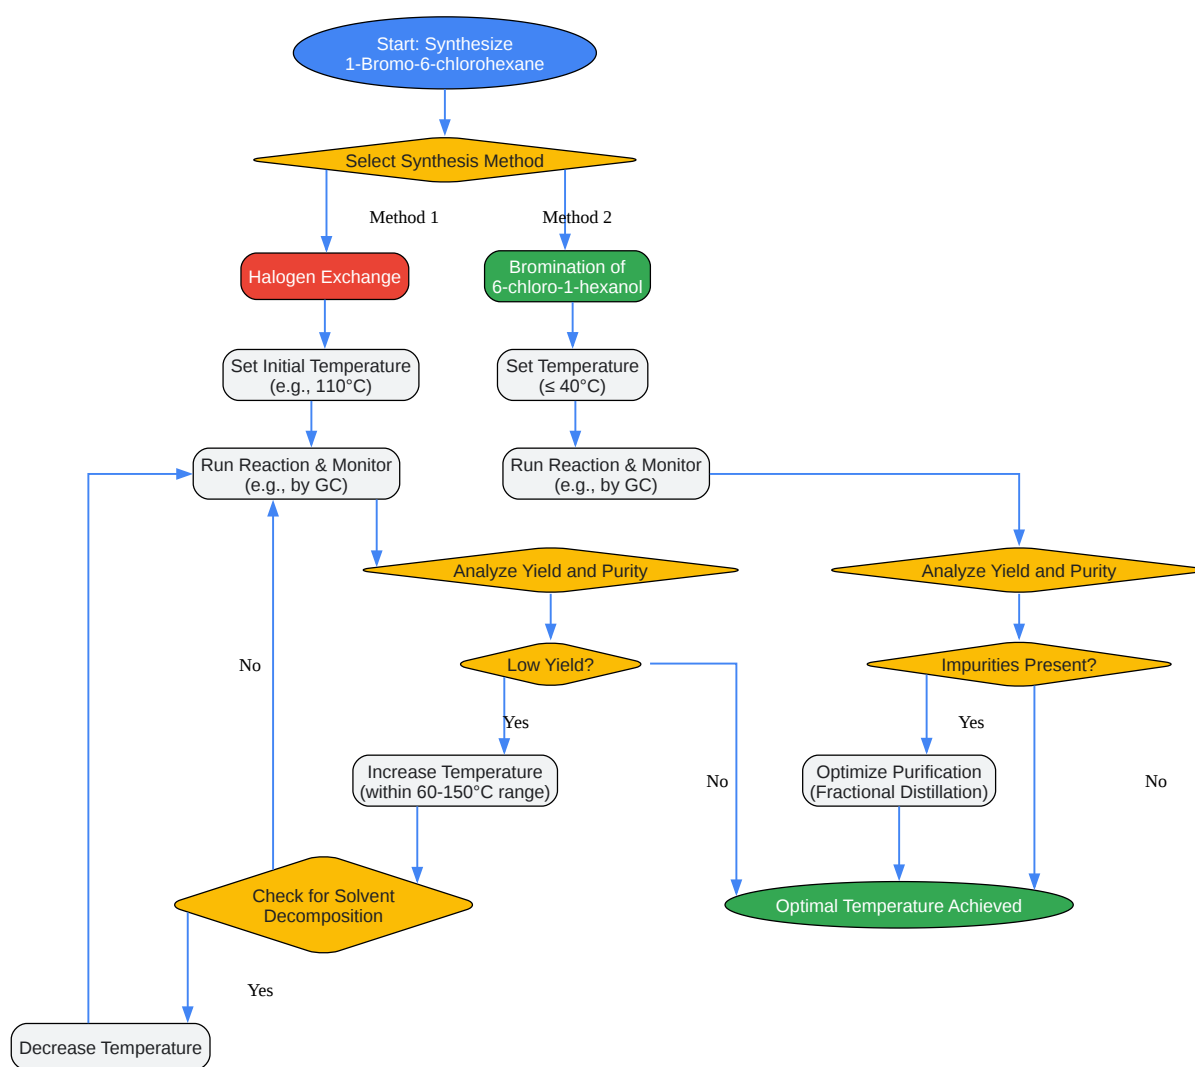 Start: Synthesize
1-Bromo-6-chlorohexane
Select Synthesis Method
Method 1
Method 2
Halogen Exchange
Bromination of
6-chloro-1-hexanol
Set Initial Temperature
(e.g., 110°C)
Set Temperature
(≤ 40°C)
Run Reaction & Monitor
(e.g., by GC)
Run Reaction & Monitor
(e.g., by GC)
Analyze Yield and Purity
Analyze Yield and Purity
No
Low Yield?
Impurities Present?
Yes
Yes
Increase Temperature
(within 60-150°C range)
No
Optimize Purification
(Fractional Distillation)
No
Check for Solvent
Decomposition
Optimal Temperature Achieved
Yes
Decrease Temperature